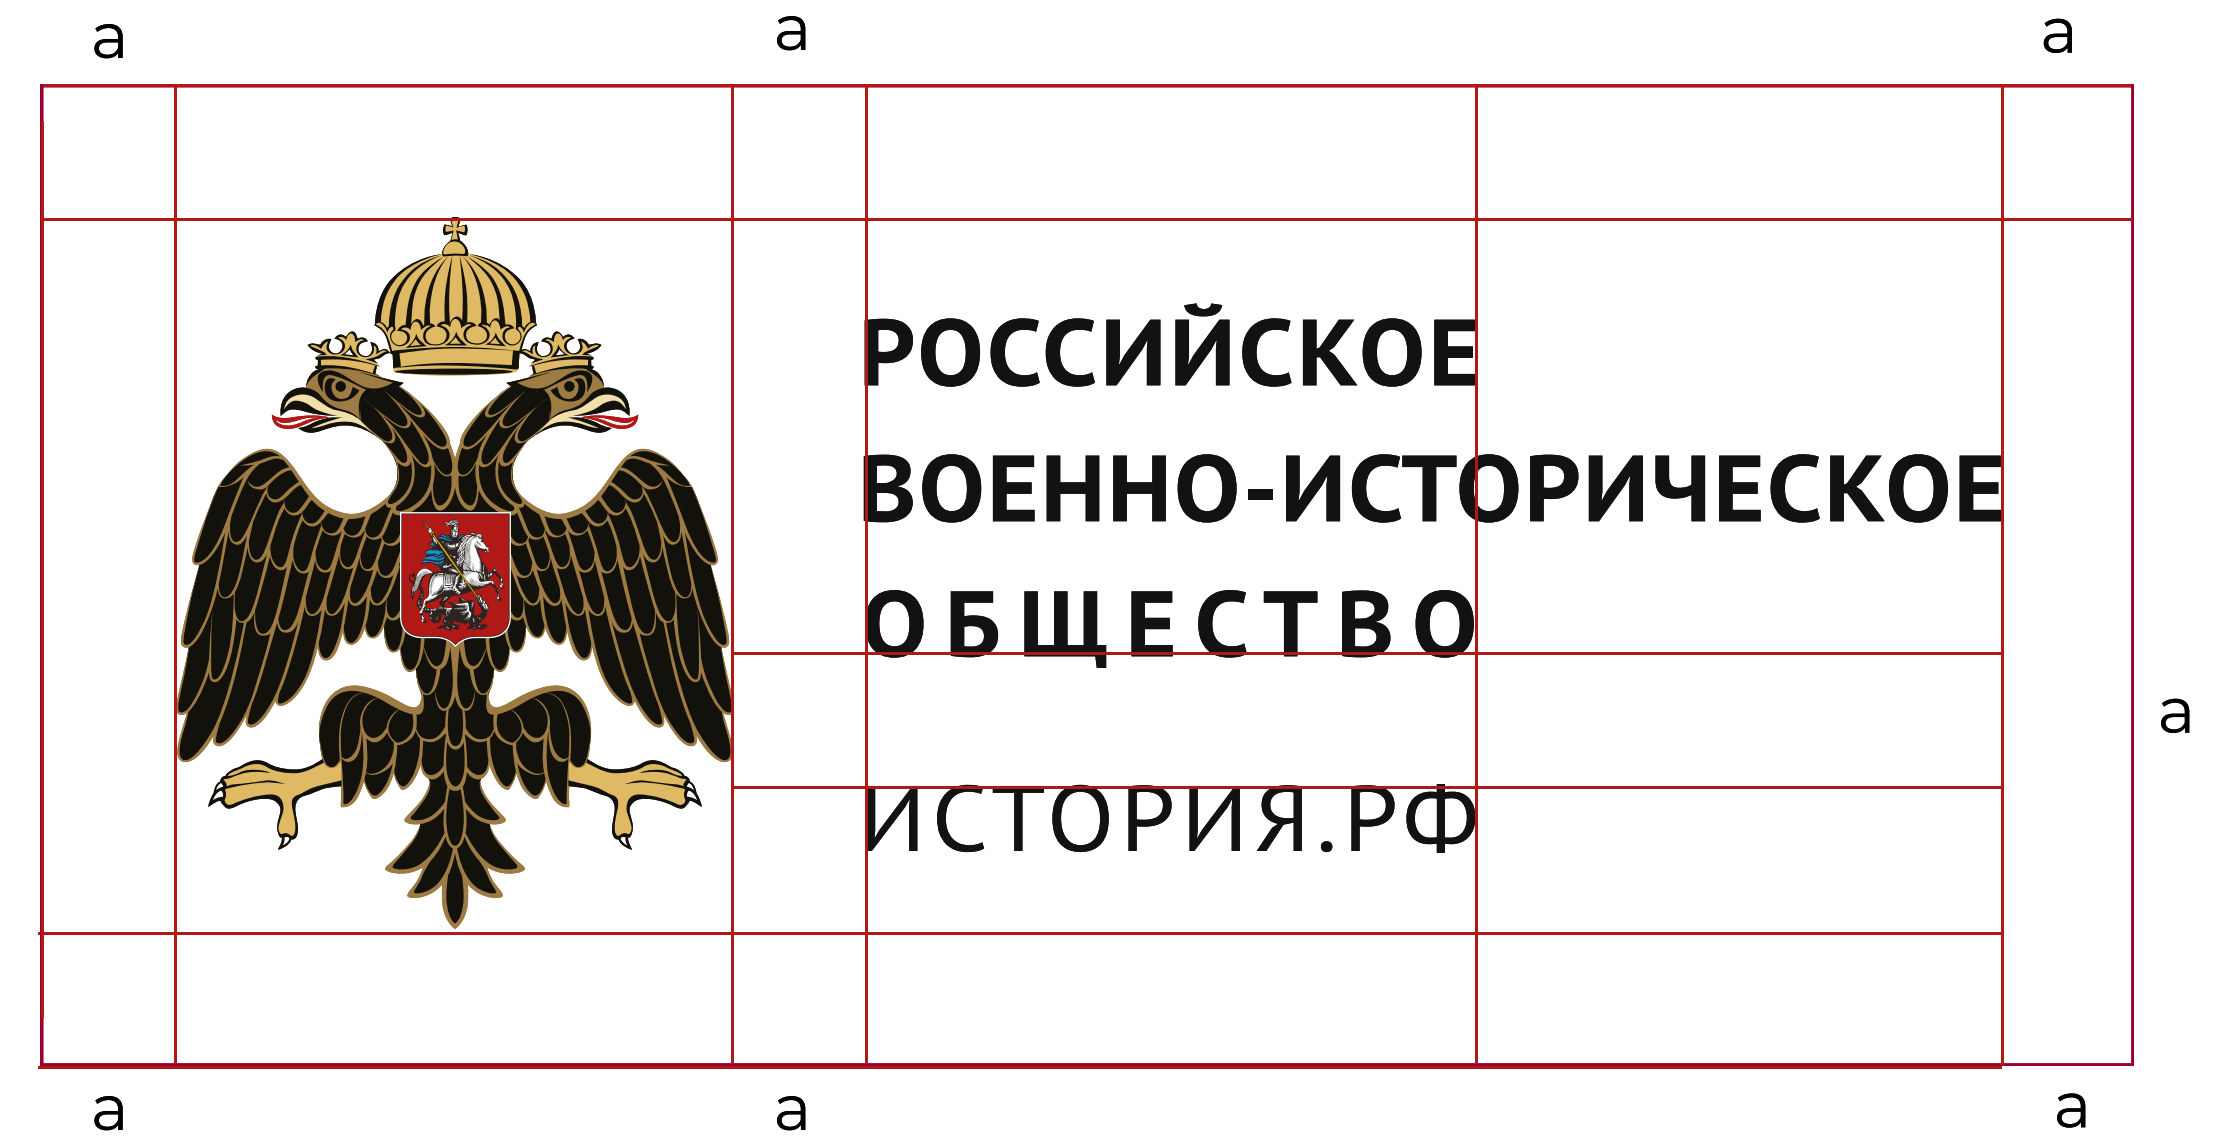 a a a
РОССИЙСКОЕ
ВОЕННО-ИСТОРИЧЕСКОЕ
ОБЩЕСТВО
a
ИСТОРИЯ.РФ
a a a